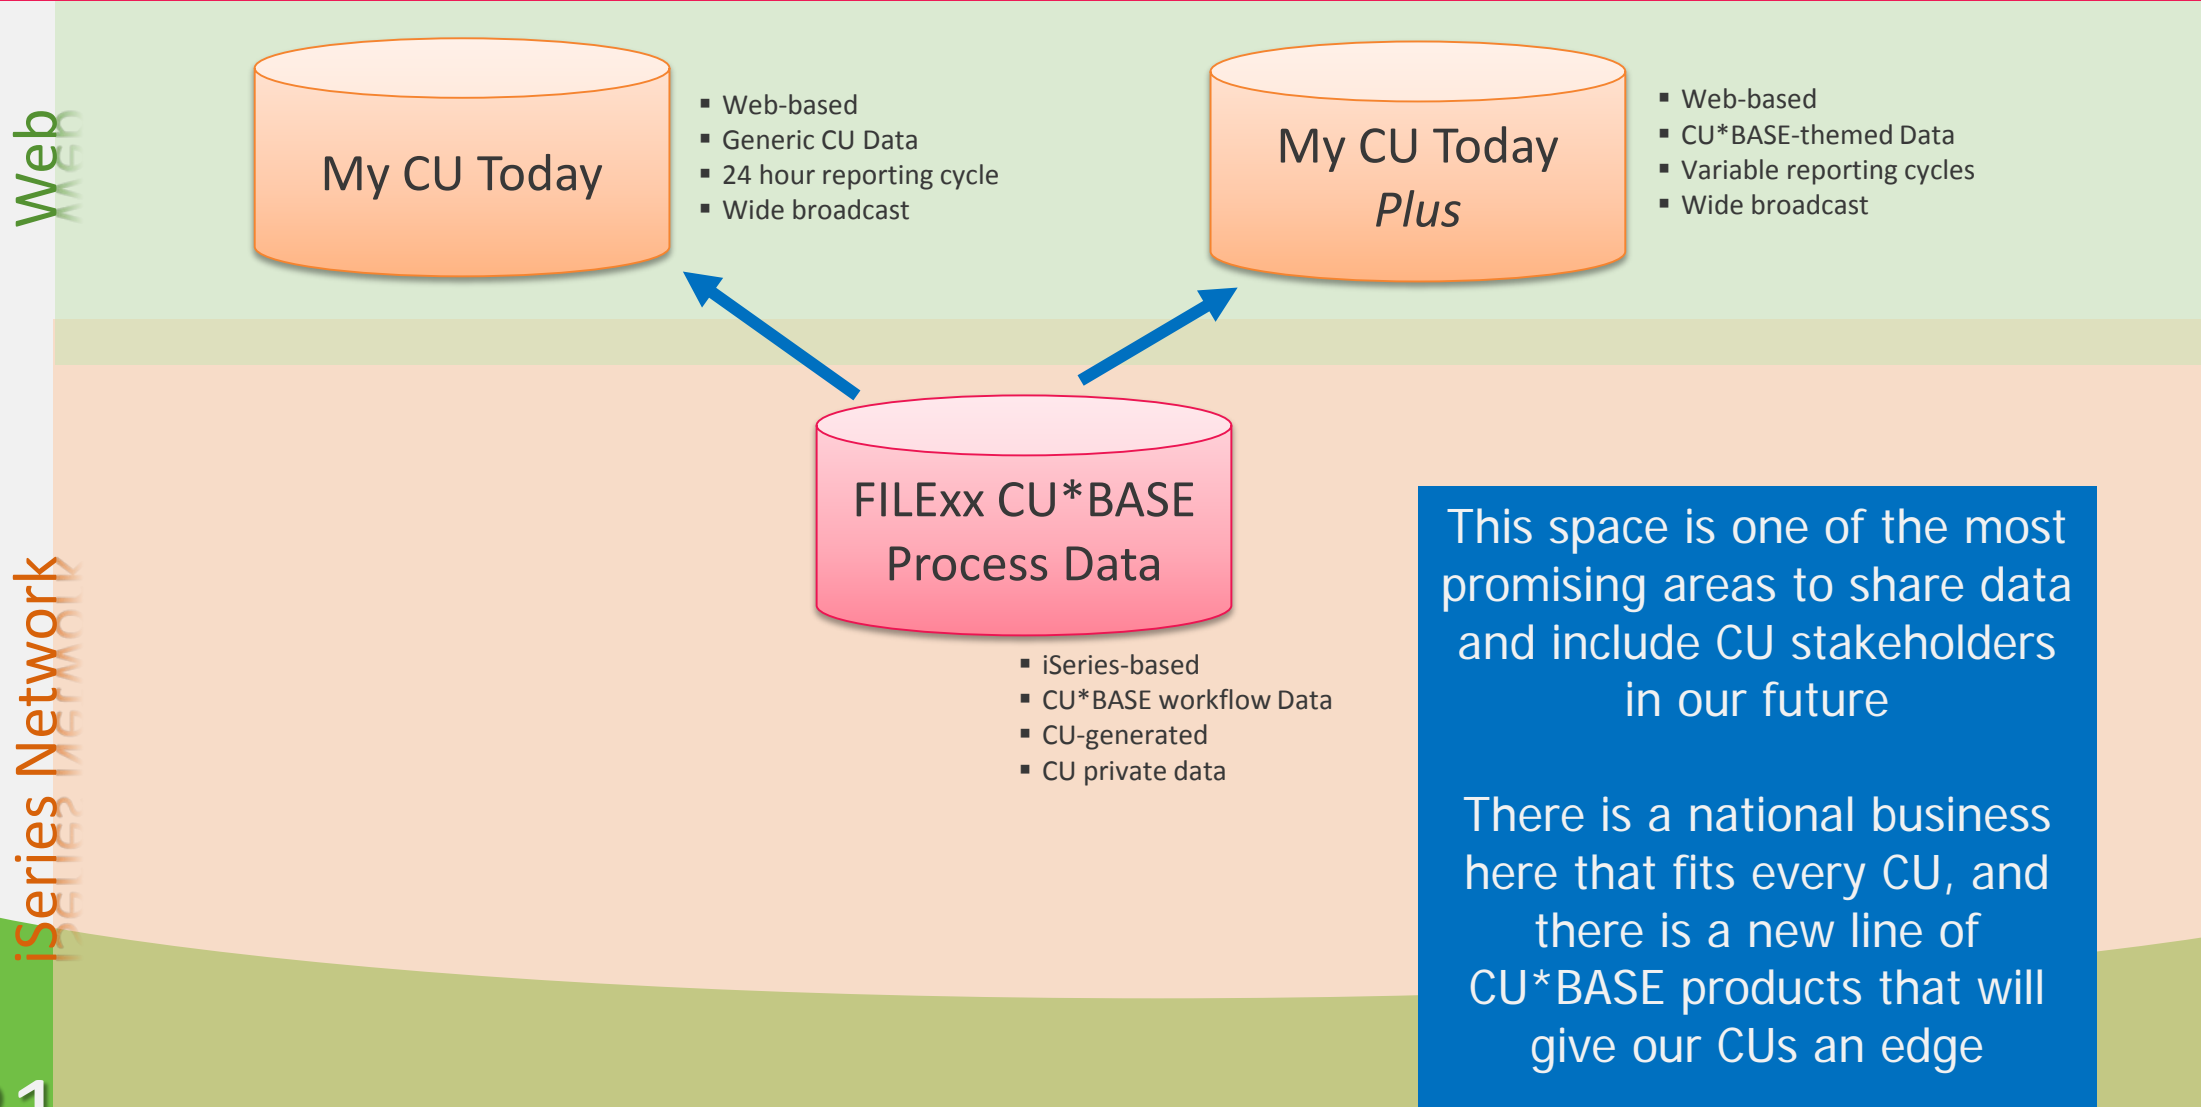 Web
My CU Today
▪ Web-based
▪ Generic CU Data
▪ 24 hour reporting cycle
▪ Wide broadcast
My CU Today
Plus
▪ Web-based
▪ CU*BASE-themed Data
▪ Variable reporting cycles
▪ Wide broadcast
iSeries Network
FILExx CU*BASE
Process Data
▪ iSeries-based
▪ CU*BASE workflow Data
▪ CU-generated
▪ CU private data
This space is one of the most
promising areas to share data
and include CU stakeholders
in our future
There is a national business
here that fits every CU, and
there is a new line of
CU*BASE products that will
give our CUs an edge